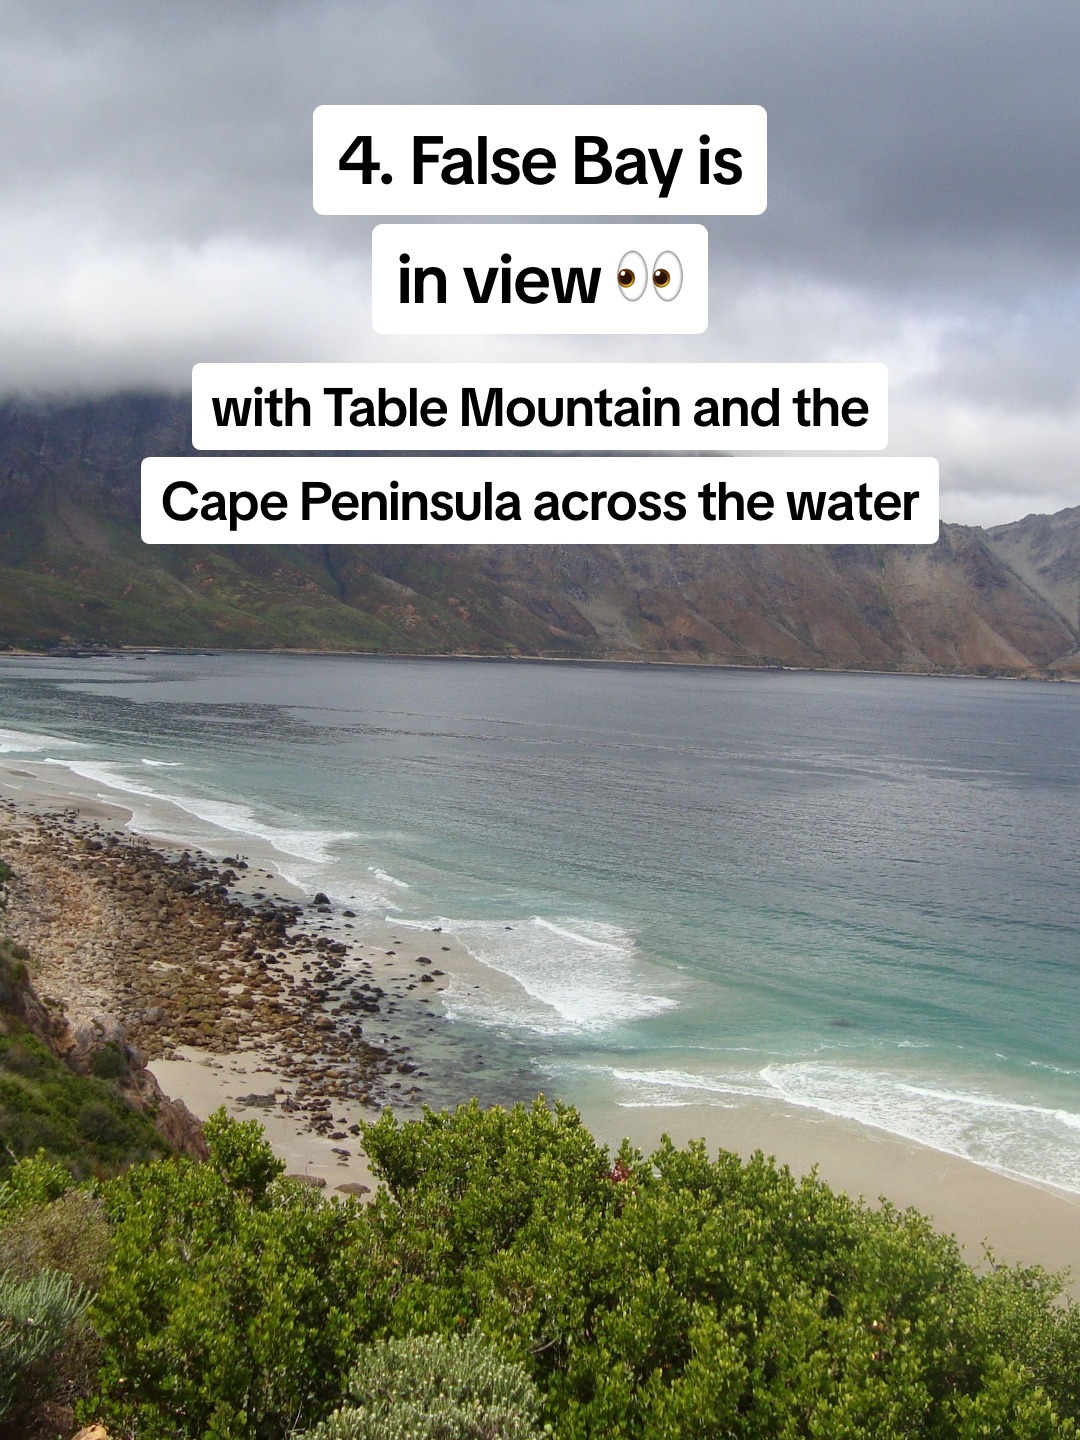 4. False Bay is
in view 👀
with Table Mountain and the
Cape Peninsula across the water